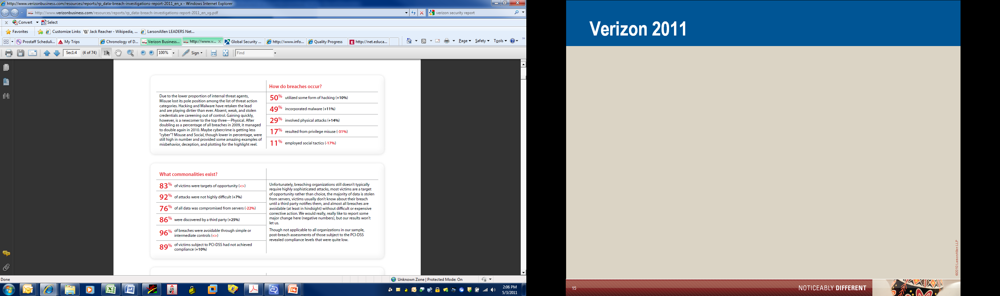 http://www.verizonbusiness.com/resources/reports/rp_data-breach-investigations-report-2011_en_x - Windows Internet Explorer
http://www.verizonbusiness.com/resources/reports/rp_data-breach-investigations-report-2011_en_xg.pdf
verizon security report
x Convert Select
Favorites Customize Links Jack Reacher - Wikipedia, ... LarsonAllen LEADERS Net...
Prostaff Scheduli... My Trips Chronology of D... Verizon Business... http://www.v... Global Security ... http://www.info... Quality Progress http://net.educa... Page Safety Tools
Sec1:4 (4 of 74) 100% Sign Find
How do breaches occur?
Due to the lower proportion of internal threat agents,
Misuse lost its pole position among the list of threat action
categories. Hacking and Malware have retaken the lead
and are playing dirtier than ever. Absent, weak, and stolen
credentials are careening out of control. Gaining quickly,
however, is a newcomer to the top three—Physical. After
doubling as a percentage of all breaches in 2009, it managed
to double again in 2010. Maybe cybercrime is getting less
“cyber”? Misuse and Social, though lower in percentage, were
still high in number and provided some amazing examples of
misbehavior, deception, and plotting for the highlight reel.
50% utilized some form of hacking (+10%)
49% incorporated malware (+11%)
29% involved physical attacks (+14%)
17% resulted from privilege misuse (-31%)
11% employed social tactics (-17%)
What commonalities exist?
83% of victims were targets of opportunity (<>)
92% of attacks were not highly difficult (+7%)
76% of all data was compromised from servers (-22%)
86% were discovered by a third party (+25%)
96% of breaches were avoidable through simple or
intermediate controls (<>)
89% of victims subject to PCI-DSS had not achieved
compliance (+10%)
Unfortunately, breaching organizations still doesn’t typically
require highly sophisticated attacks, most victims are a target
of opportunity rather than choice, the majority of data is stolen
from servers, victims usually don’t know about their breach
until a third party notifies them, and almost all breaches are
avoidable (at least in hindsight) without difficult or expensive
corrective action. We would really, really like to report some
major change here (negative numbers), but our results won’t
let us.
Though not applicable to all organizations in our sample,
post-breach assessments of those subject to the PCI-DSS
revealed compliance levels that were quite low.
Done
Unknown Zone | Protected Mode: On
2:06 PM
5/3/2011
Verizon 2011
©2010 LarsonAllen LLP
15
NOTICEABLY DIFFERENT